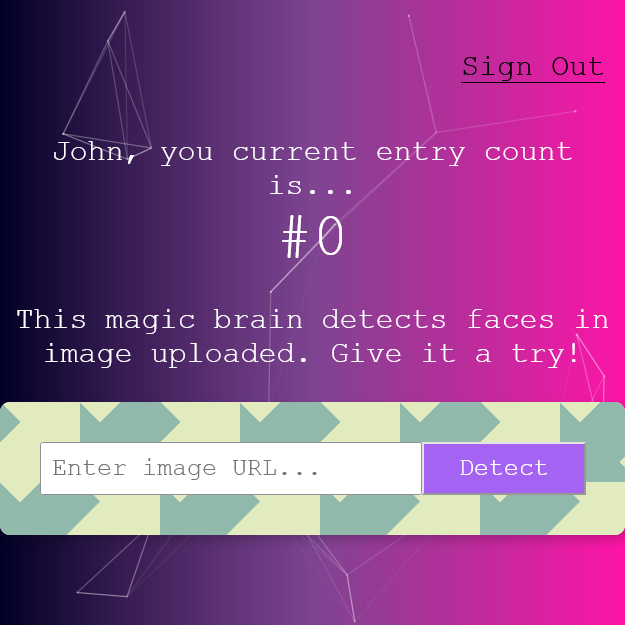 Sign Out
John, you current entry count
is...
#0
This magic brain detects faces in
image uploaded. Give it a try!
Enter image URL...
Detect